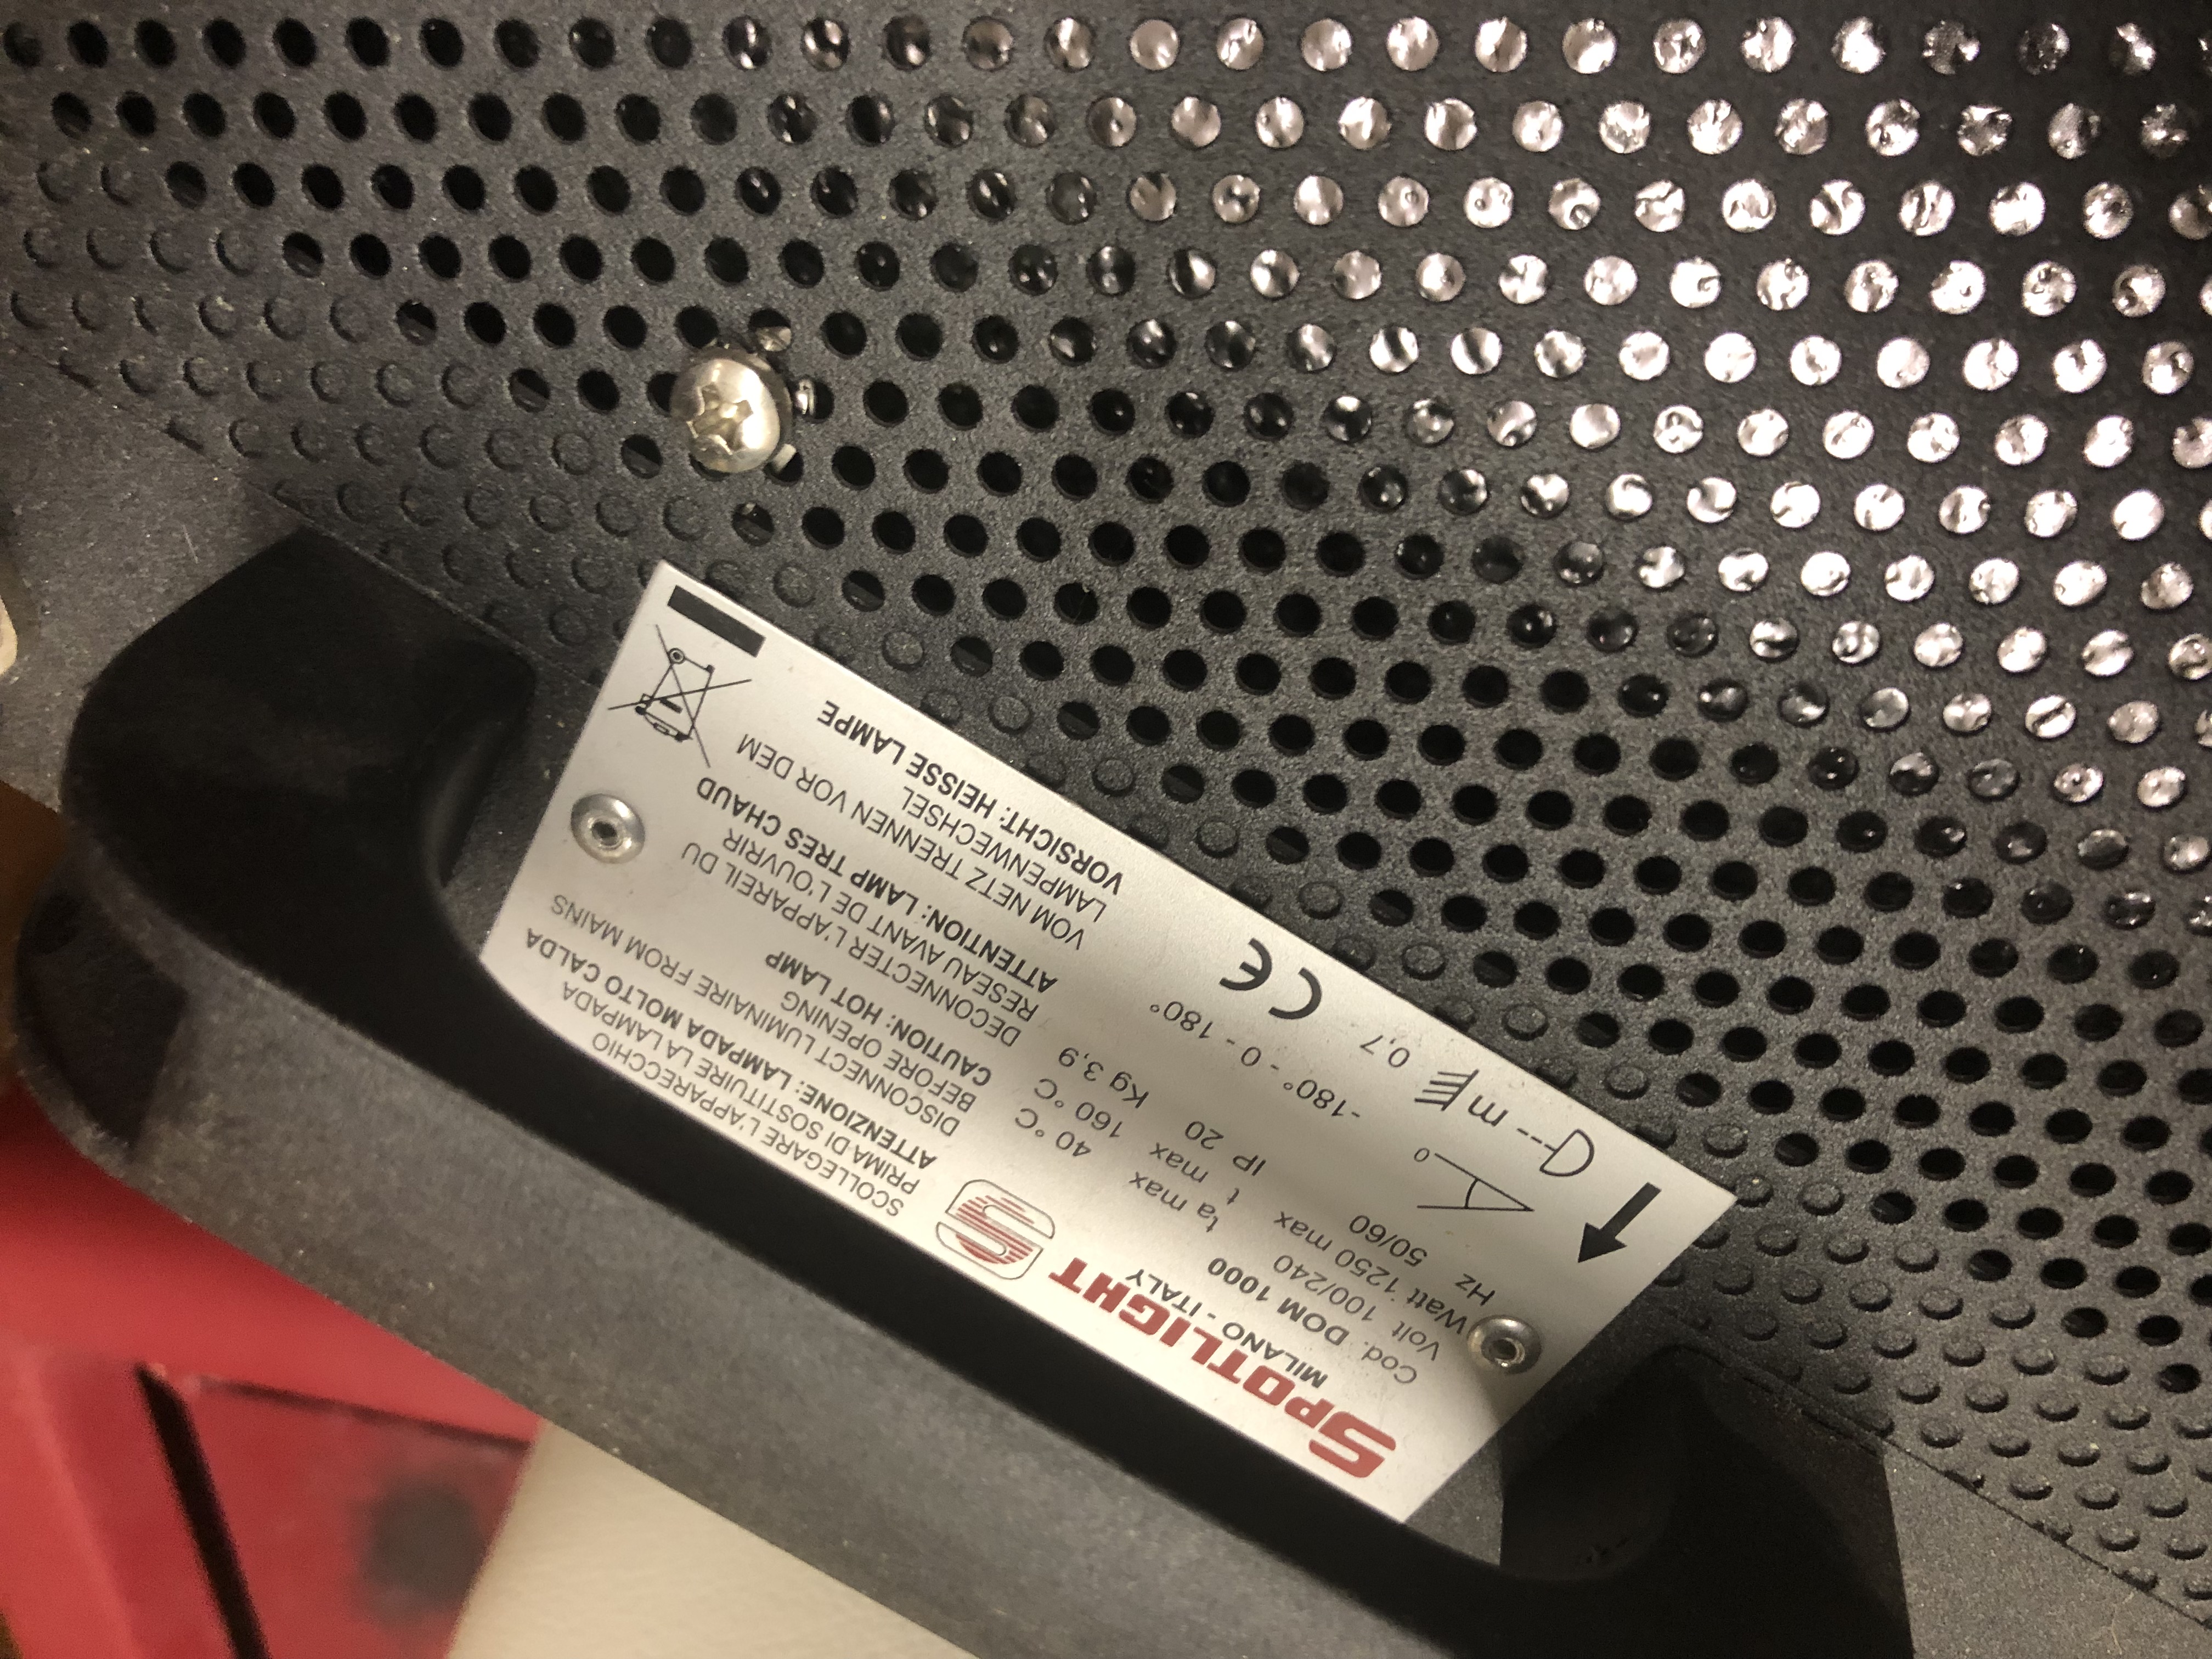 SPOTLIGHT
MILANO - ITALY
Cod. DOM 1000
Volt 100/240
Watt 1250 max
Hz 50/60
ta max 40 °C
t max 160 °C
IP 20 Kg 3,9
0 -180° - 0 - 180°
m 0,7
CE
SCOLLEGARE L'APPARECCHIO
PRIMA DI SOSTITUIRE LA LAMPADA
ATTENZIONE: LAMPADA MOLTO CALDA
DISCONNECT LUMINAIRE FROM MAINS
BEFORE OPENING
CAUTION: HOT LAMP
DECONNECTER L'APPAREIL DU
RESEAU AVANT DE L'OUVRIR
ATTENTION: LAMP TRES CHAUD
VOM NETZ TRENNEN VOR DEM
LAMPENWECHSEL
VORSICHT: HEISSE LAMPE